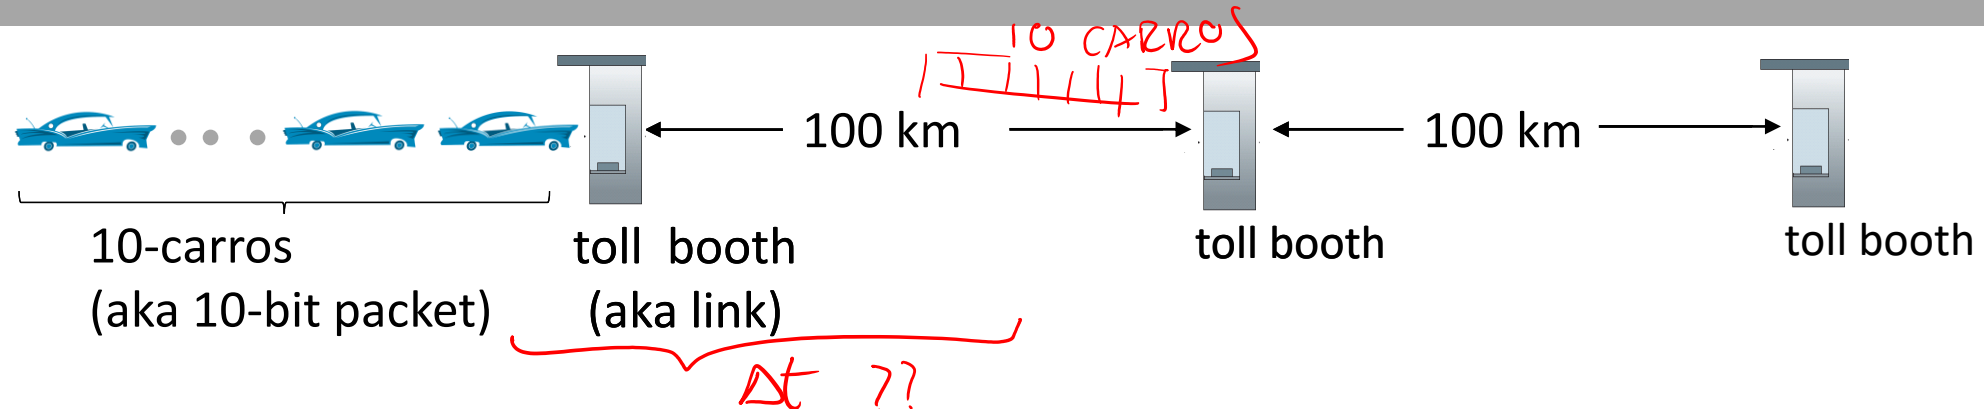 10 CARROS
100 km
100 km
10-carros
(aka 10-bit packet)
toll booth
(aka link)
toll booth
toll booth
Δt ??